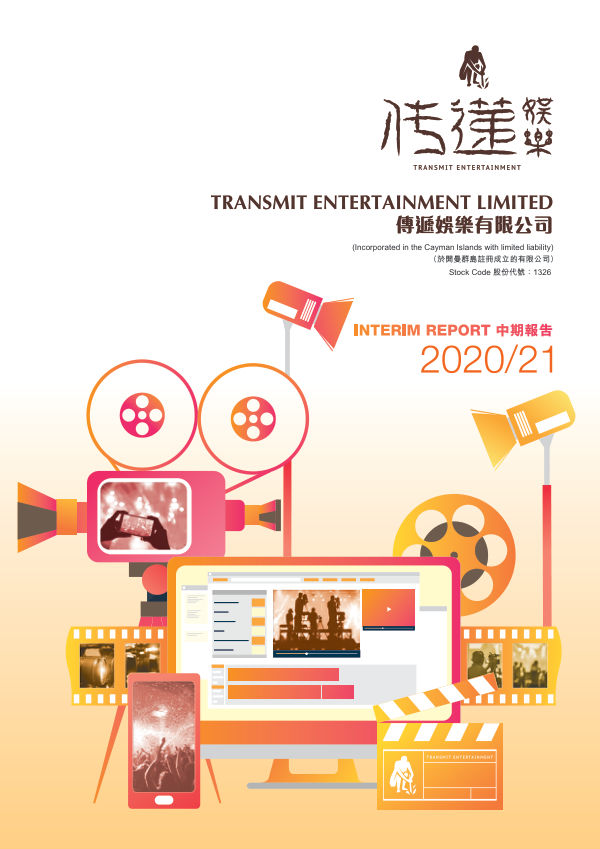 传達 娛樂
TRANSMIT ENTERTAINMENT
TRANSMIT ENTERTAINMENT LIMITED
傳遞娛樂有限公司
(Incorporated in the Cayman Islands with limited liability)
（於開曼群島註冊成立的有限公司）
Stock Code 股份代號：1326
INTERIM REPORT 中期報告
2020/21
TRANSMIT ENTERTAINMENT